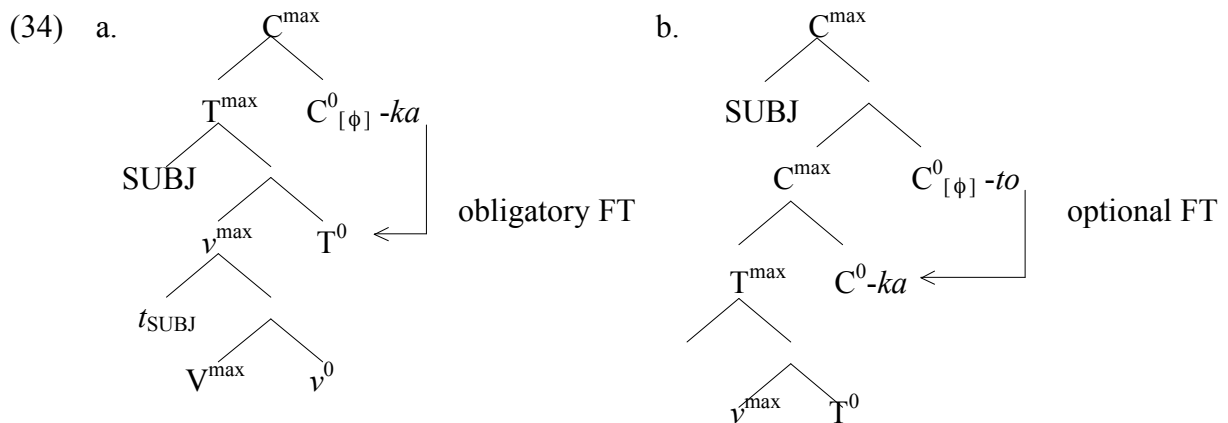 (34) a. C^max b. C^max
T^max C^0_[ϕ] -ka SUBJ
SUBJ C^max C^0_[ϕ] -to
obligatory FT optional FT
v^max T^0
T^max C^0-ka
t_SUBJ
V^max v^0
v^max T^0